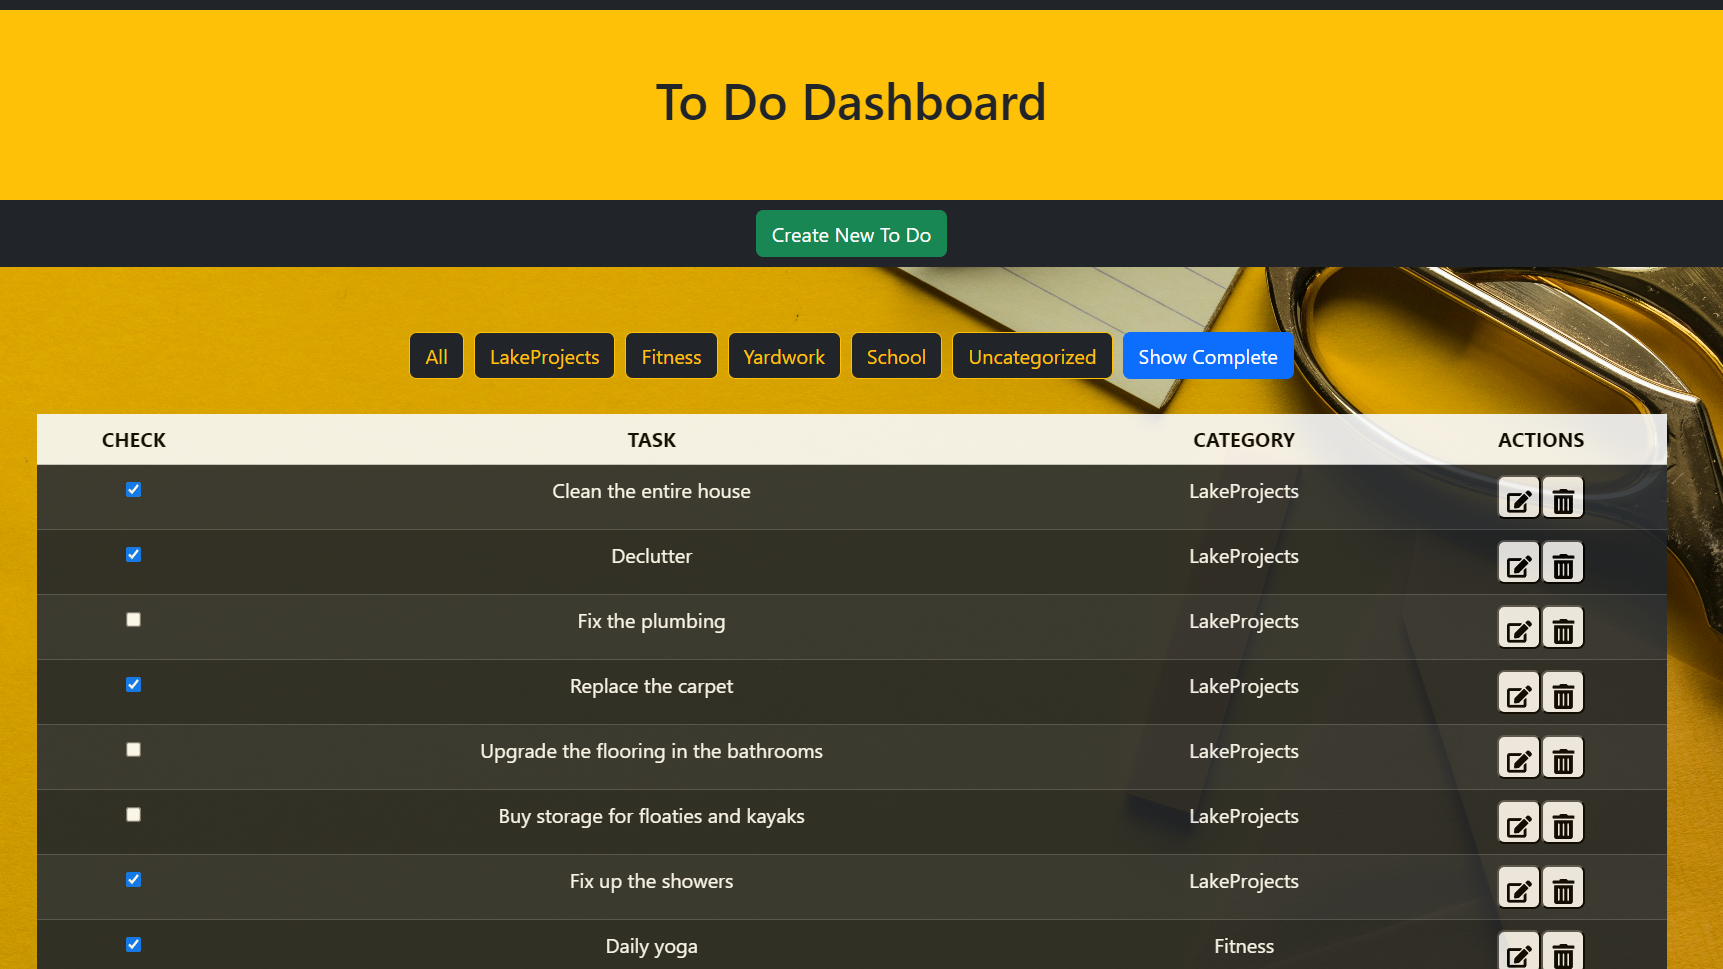 To Do Dashboard
Create New To Do
All LakeProjects Fitness Yardwork School Uncategorized Show Complete
CHECK TASK CATEGORY ACTIONS
Clean the entire house LakeProjects
Declutter LakeProjects
Fix the plumbing LakeProjects
Replace the carpet LakeProjects
Upgrade the flooring in the bathrooms LakeProjects
Buy storage for floaties and kayaks LakeProjects
Fix up the showers LakeProjects
Daily yoga Fitness